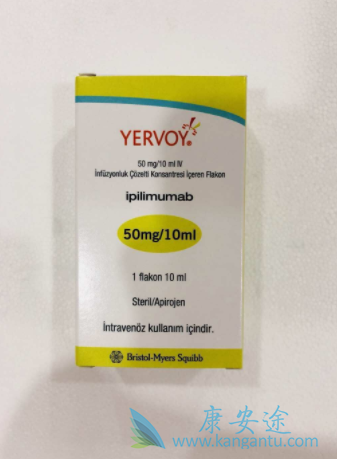 YERVOY®
50 mg/10 ml IV
İnfüzyonluk Çözelti Konsantresi İçeren Flakon
ipilimumab
50mg/10ml
1 flakon 10 ml
Steril/Apirojen
İntravenöz kullanım içindir.
Bristol-Myers Squibb
康安途
www.kangantu.com